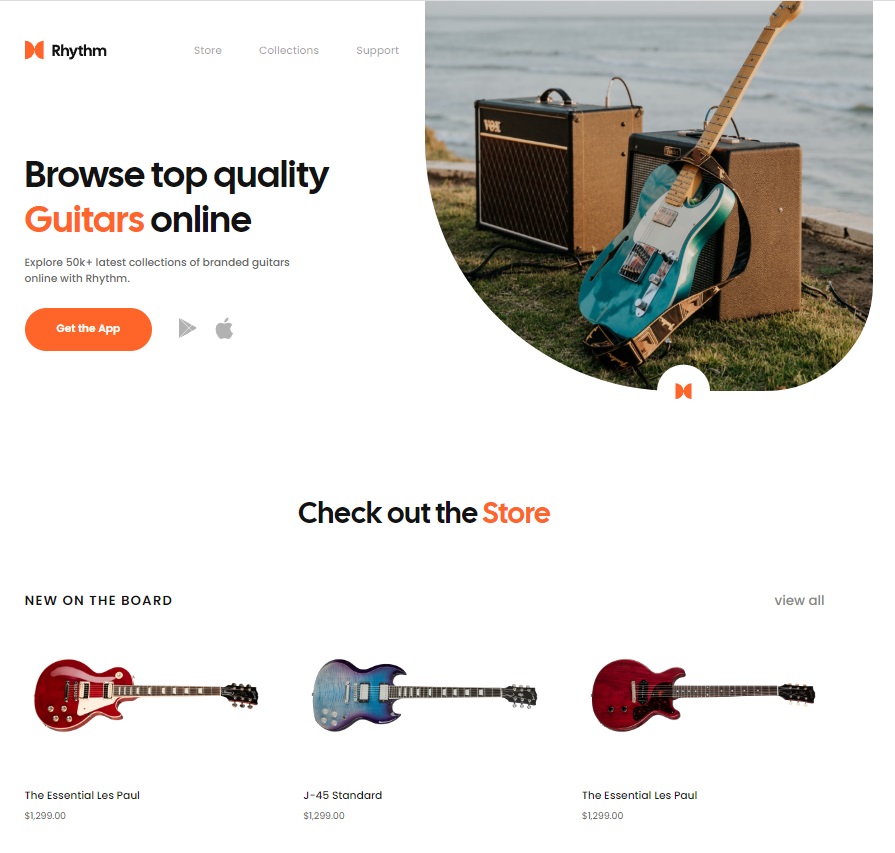 Rhythm
Store
Collections
Support
VOX
Browse top quality
Guitars online
Explore 50k+ latest collections of branded guitars
online with Rhythm.
Get the App
Check out the Store
NEW ON THE BOARD
view all
The Essential Les Paul
J-45 Standard
The Essential Les Paul
$1,299.00
$1,299.00
$1,299.00